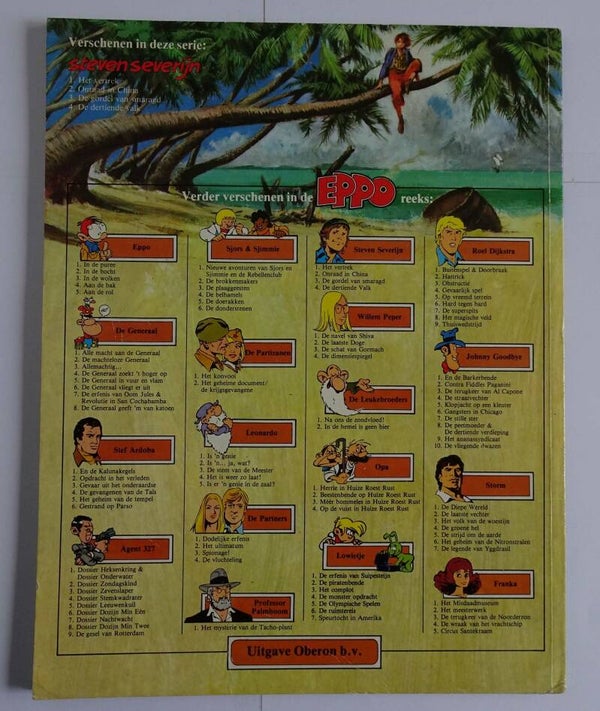 Verschenen in deze serie:
steven severijn
1. Het vertrek
2. Onraad in China
3. De gordel van smaragd
4. De dertiende valk
Verder verschenen in de EPPO reeks:
Eppo
1. In de puree
2. In de bocht
3. In de wolken
4. Aan de bak
5. Aan de rol
De Generaal
1. Alle macht aan de Generaal
2. De machteloze Generaal
3. Allemachtig...
4. De Generaal zoekt 't hoger op
5. De Generaal in vuur en vlam
6. De Generaal vliegt er uit
7. De erfenis van Oom Jules &
Revolutie in San Cochabamba
8. De Generaal geeft 'm van katoen
Stef Ardoba
1. En de Kalunakegels
2. Opdracht in het verleden
3. Gevaar uit het onderaardse
4. De gevangenen van de Tals
5. Het geheim van de tempel
6. Gestrand op Parso
Agent 327
1. Dossier Heksenkring &
Dossier Onderwater
2. Dossier Zondagskind
3. Dossier Zevenslaper
4. Dossier Stemkwadrater
5. Dossier Leeuwenkuil
6. Dossier Dozijn Min Eén
7. Dossier Nachtwacht
8. Dossier Dozijn Min Twee
9. De gesel van Rotterdam
Sjors & Sjimmie
1. Nieuwe avonturen van Sjors en
Sjimmie en de Rebellenclub
2. De brokkenmakers
3. De plaaggeesten
4. De belhamels
5. De doerakken
6. De donderstenen
De Partizanen
1. Het konvooi
2. Het geheime document/
de krijgsgevangene
Leonardo
1. Is 'n genie
2. Is 'n... ja, wat?
3. De stem van de Meester
4. Het is weer zo laat!
5. Is er 'n genie in de zaal?
De Partners
1. Dodelijke erfenis
2. Het ultimatum
3. Spionage!
4. De vluchteling
Professor
Palmboom
1. Het mysterie van de Tacho-plant
Steven Severijn
1. Het vertrek
2. Onraad in China
3. De gordel van smaragd
4. De dertiende Valk
Willem Peper
1. De navel van Shiva
2. De laatste Doge
3. De schat van Gormach
4. De dimensiespiegel
De Leukebroeders
1. Na ons de zondvloed!
2. In de hemel is geen bier
Opa
1. Herrie in Huize Roest Rust
2. Beestenbende op Huize Roest Rust
3. Méér hommeles in Huize Roest Rust
4. Op de vuist in Huize Roest Rust
Lowietje
1. De erfenis van Suipesteijn
2. De piratenbende
3. Het complot
4. De monster opdracht
5. De Olympische Spelen
6. De ruimtereis
7. Speurtocht in Amerika
Roel Dijkstra
1. Buitenspel & Doorbraak
2. Hattrick
3. Obstructie
4. Gevaarlijk spel
5. Op vreemd terrein
6. Hard tegen hard
7. De superspits
8. Het magische veld
9. Thuiswedstrijd
Johnny Goodbye
1. En de Barkerbende
2. Contra Fiddles Paganini
3. De terugkeer van Al Capone
4. De straatvechter
5. Klopjacht op een kleuter
6. Gangsters in Chicago
7. De stille ster
8. De peetmoeder &
De dertiende verdieping
9. Het ananassyndicaat
10. De vliegende dwazen
Storm
1. De Diepe Wereld
2. De laatste vechter
3. Het volk van de woestijn
4. De groene hel
5. De strijd om de aarde
6. Het geheim van de Nitronstralen
7. De legende van Yggdrasil
Franka
1. Het Misdaadmuseum
2. Het meesterwerk
3. De terugkeer van de Noorderzon
4. De wraak van het vrachtschip
5. Circus Santekraam
Uitgave Oberon b.v.